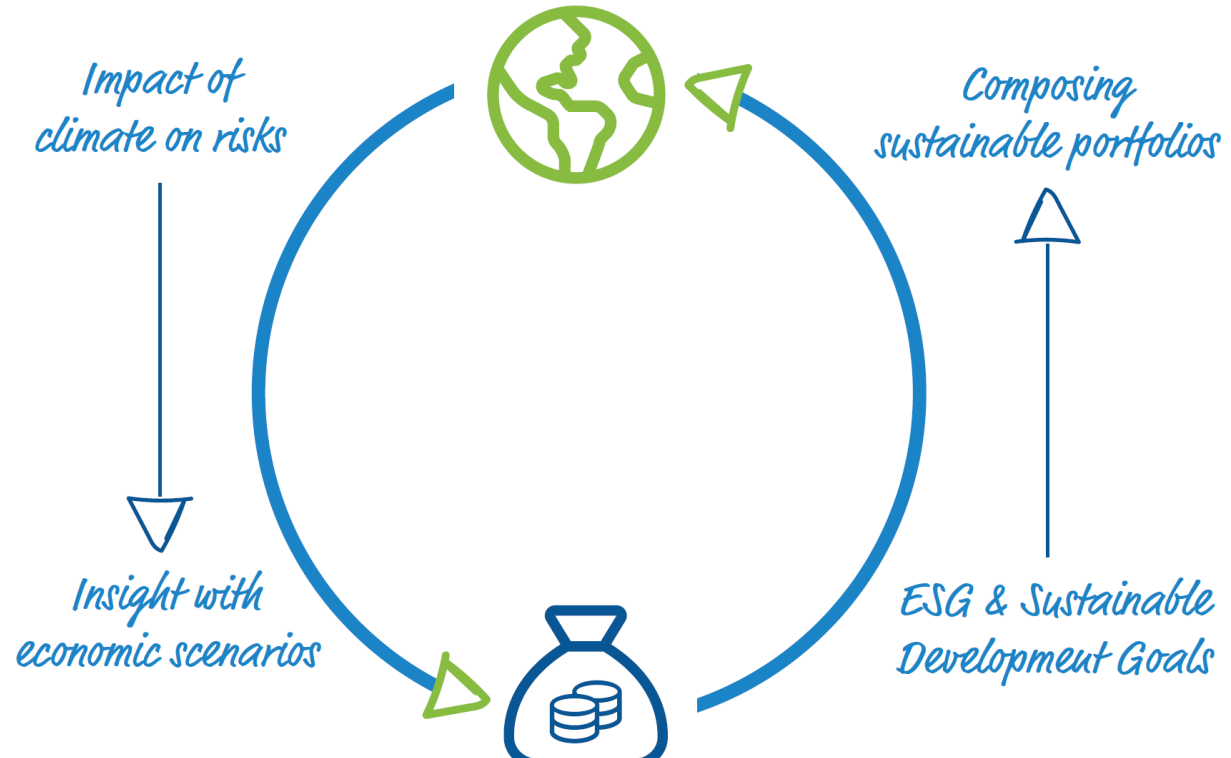 Impact of
climate on risks
Composing
sustainable portfolios
Insight with
economic scenarios
ESG & Sustainable
Development Goals